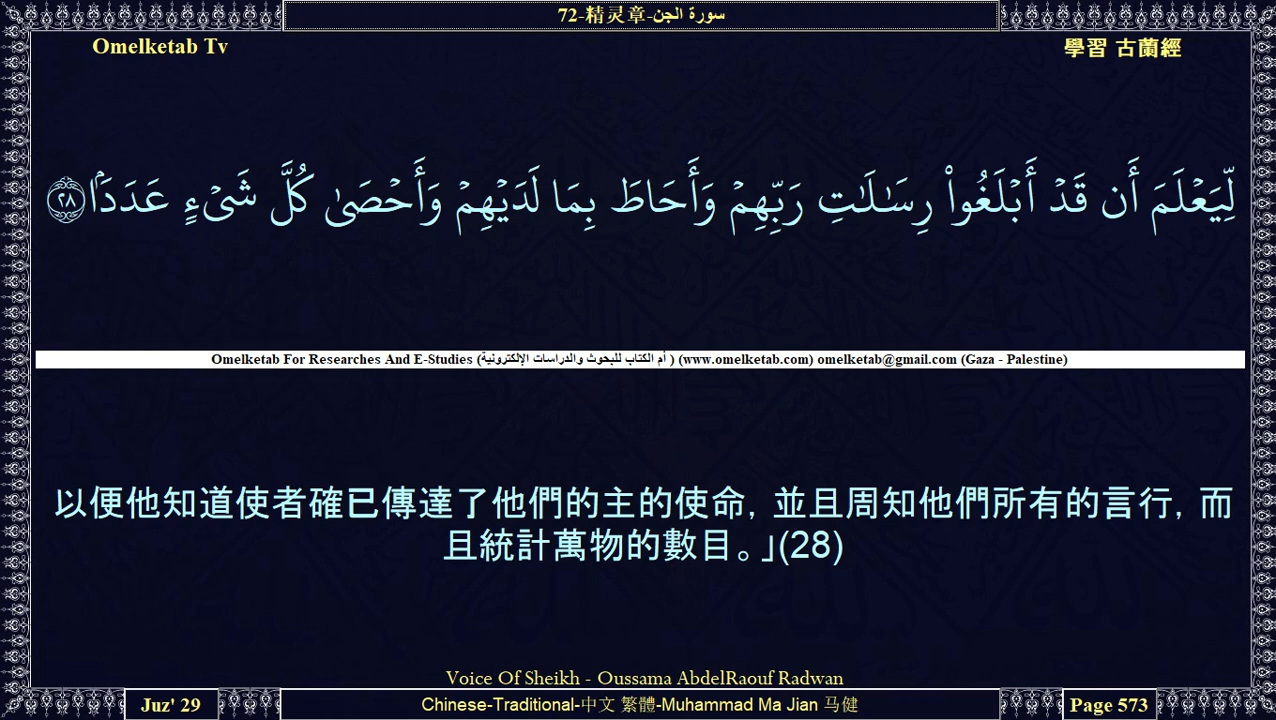 72-精灵章-سورة الجن
Omelketab Tv
學習 古蘭經
لِّيَعْلَمَ أَن قَدْ أَبْلَغُوا۟ رِسَـٰلَـٰتِ رَبِّهِمْ وَأَحَاطَ بِمَا لَدَيْهِمْ وَأَحْصَىٰ كُلَّ شَىْءٍ عَدَدًۢا ٢٨
Omelketab For Researches And E-Studies (أم الكتاب للبحوث والدراسات الإلكترونية ) (www.omelketab.com) omelketab@gmail.com (Gaza - Palestine)
以便他知道使者確已傳達了他們的主的使命, 並且周知他們所有的言行, 而
且統計萬物的數目。」(28)
Voice Of Sheikh - Oussama AbdelRaouf Radwan
Juz' 29
Chinese-Traditional-中文 繁體-Muhammad Ma Jian 马健
Page 573